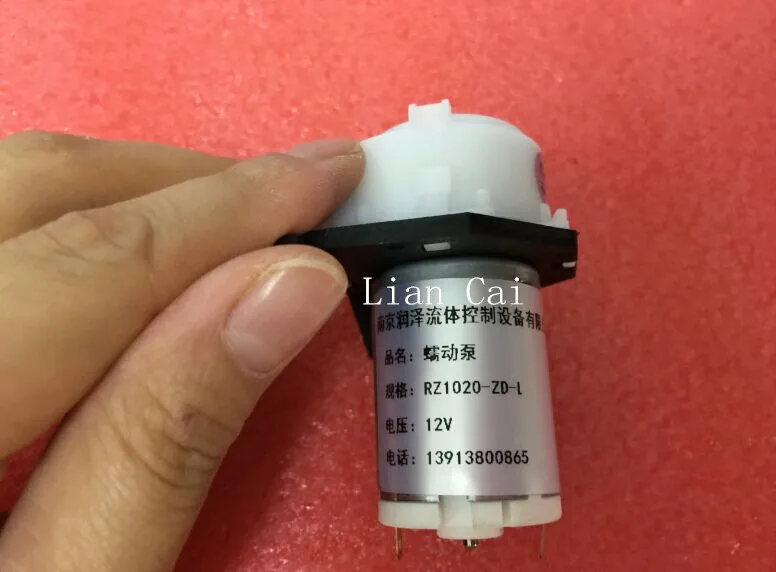 Lian Cai
南京润泽流体控制设备有限
品名: 蠕动泵
规格: RZ1020-ZD-L
电压: 12V
电话: 13913800865